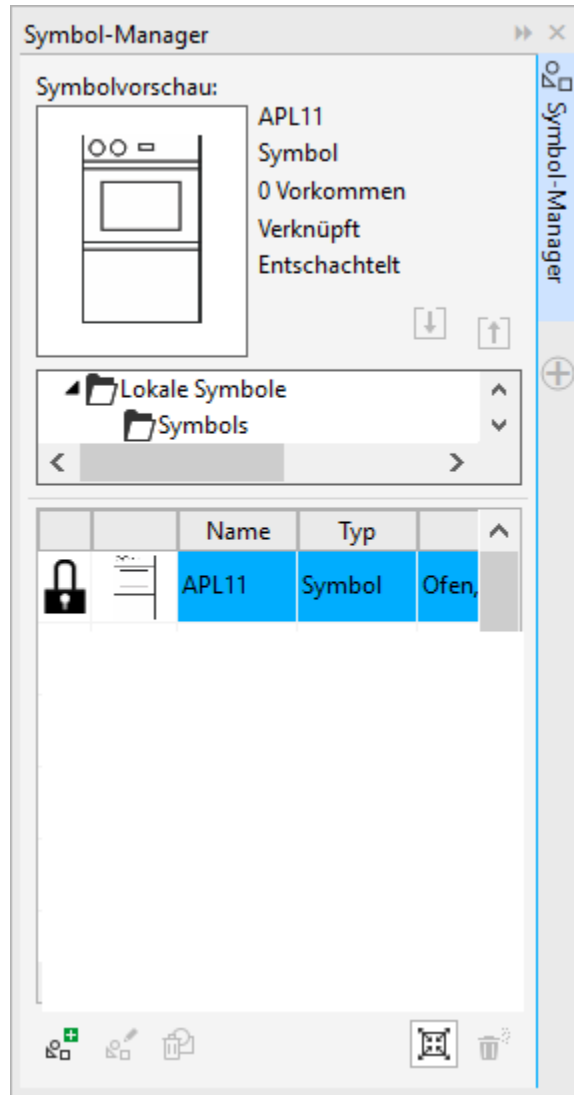 Symbol-Manager
Symbolvorschau:
APL11
Symbol
0 Vorkommen
Verknüpft
Entschachtelt
Lokale Symbole
Symbols
Name Typ
APL11 Symbol Ofen,
Symbol-Manager